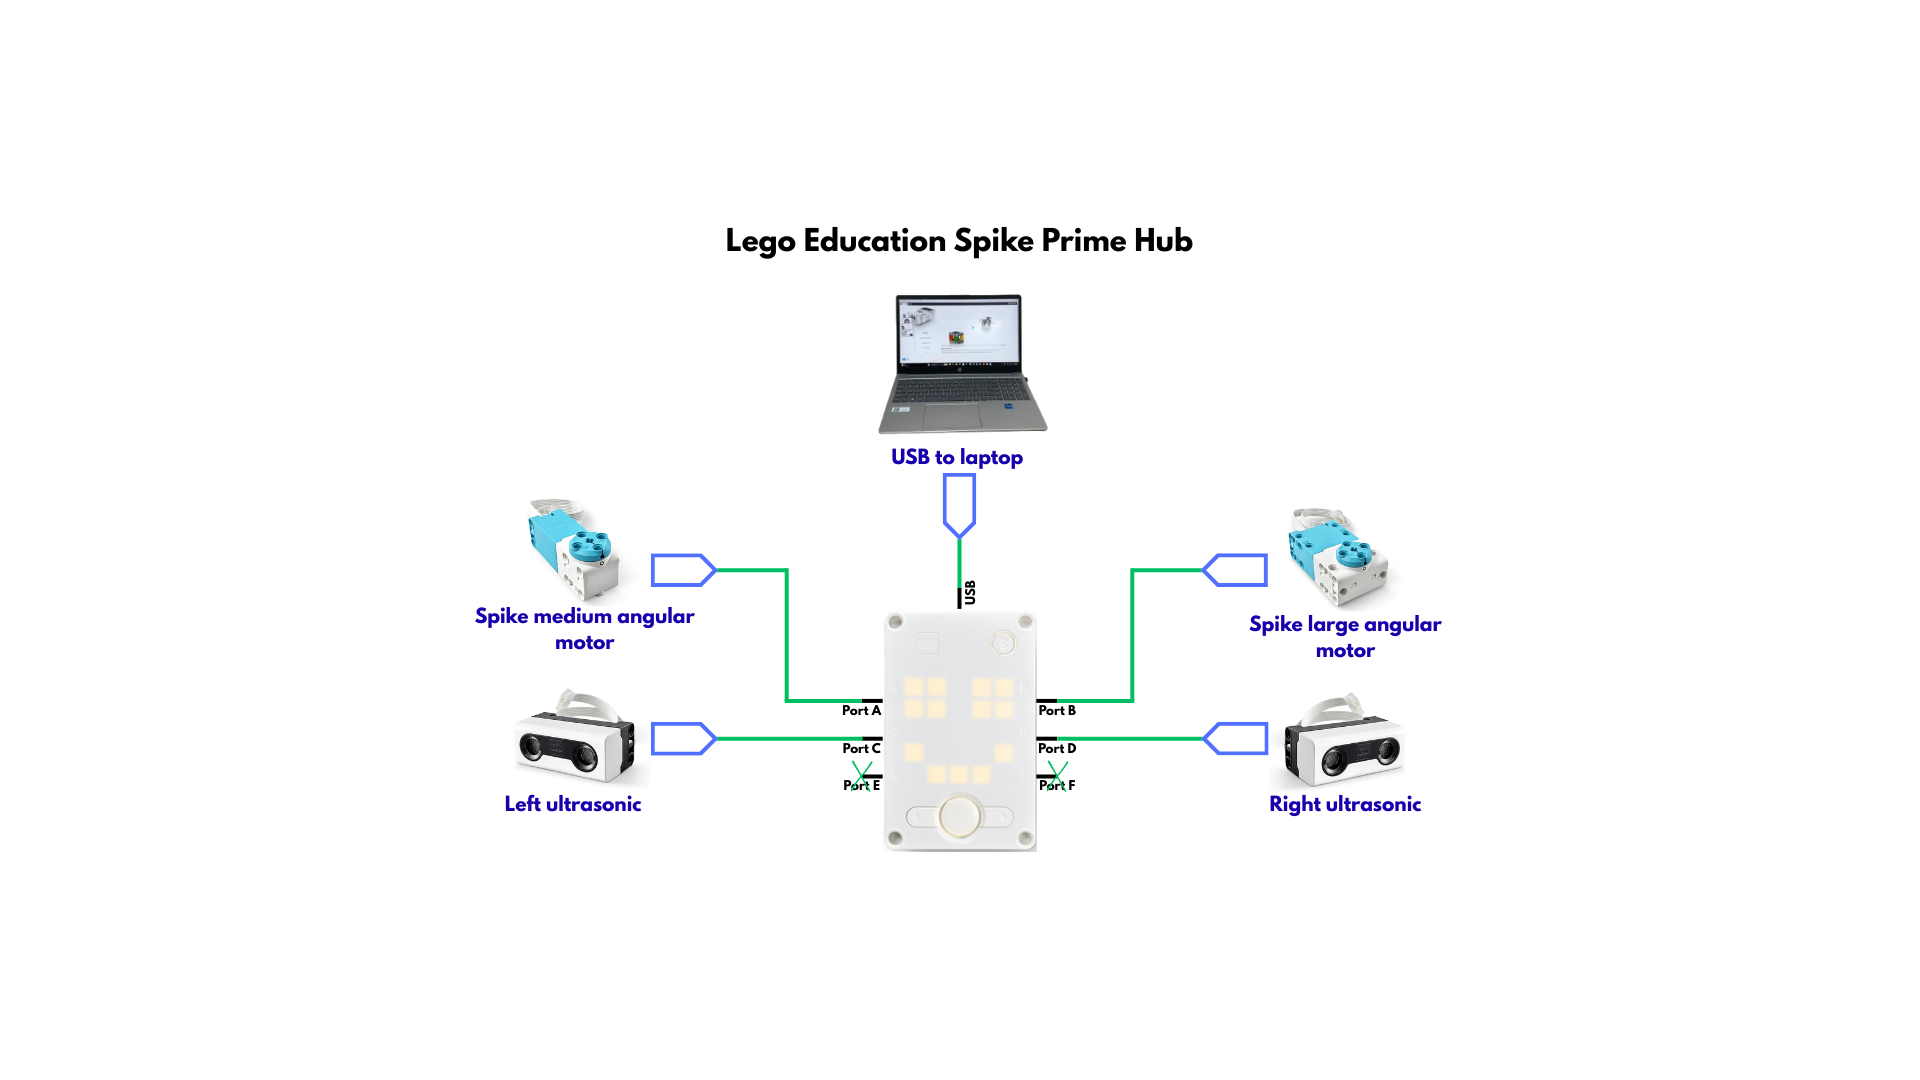 Lego Education Spike Prime Hub
USB to laptop
USB
Spike medium angular
motor
Spike large angular
motor
Port A
Port B
Port C
Port D
Port E
Port F
Left ultrasonic
Right ultrasonic